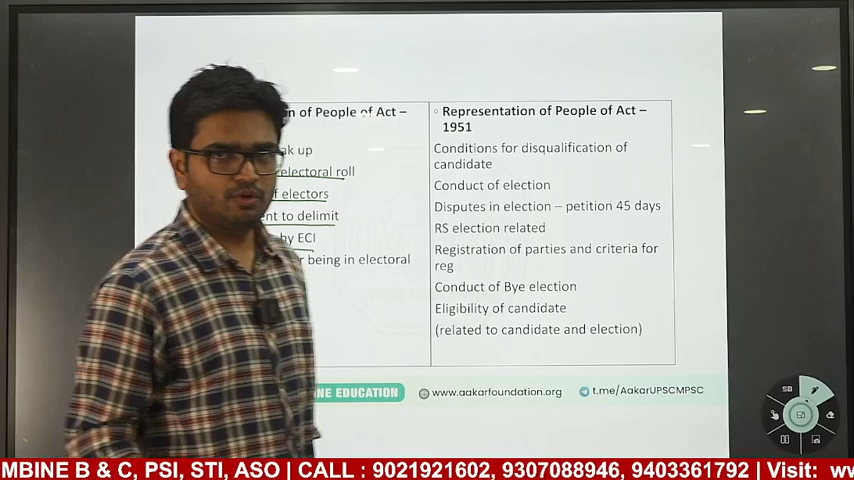 n of People of Act –
ak up
electoral roll
f electors
ent to delimit
by ECI
r being in electoral
Representation of People of Act –
1951
Conditions for disqualification of
candidate
Conduct of election
Disputes in election – petition 45 days
RS election related
Registration of parties and criteria for
reg
Conduct of Bye election
Eligibility of candidate
(related to candidate and election)
NE EDUCATION
www.aakarfoundation.org
t.me/AakarUPSCMPSC
MBINE B & C, PSI, STI, ASO | CALL : 9021921602, 9307088946, 9403361792 | Visit: ww